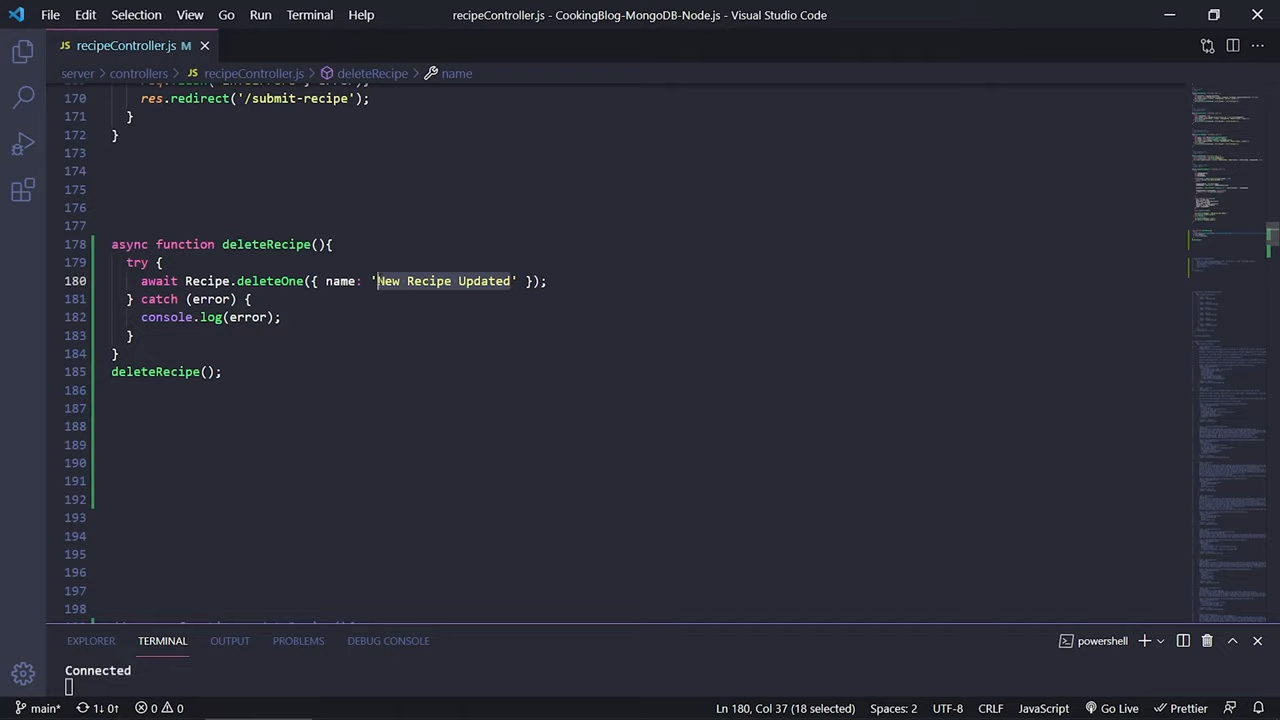 File Edit Selection View Go Run Terminal Help recipeController.js - CookingBlog-MongoDB-Node.js - Visual Studio Code
JS recipeController.js M
server > controllers > JS recipeController.js > deleteRecipe > name
170 res.redirect('/submit-recipe');
171 }
172 }
173
174
175
176
177
178 async function deleteRecipe(){
179 try {
180 await Recipe.deleteOne({ name: 'New Recipe Updated' });
181 } catch (error) {
182 console.log(error);
183 }
184 }
185 deleteRecipe();
186
187
188
189
190
191
192
193
194
195
196
197
198
EXPLORER TERMINAL OUTPUT PROBLEMS DEBUG CONSOLE powershell
Connected
main* 1↓ 0↑ 0 0 Ln 180, Col 37 (18 selected) Spaces: 2 UTF-8 CRLF JavaScript Go Live Prettier